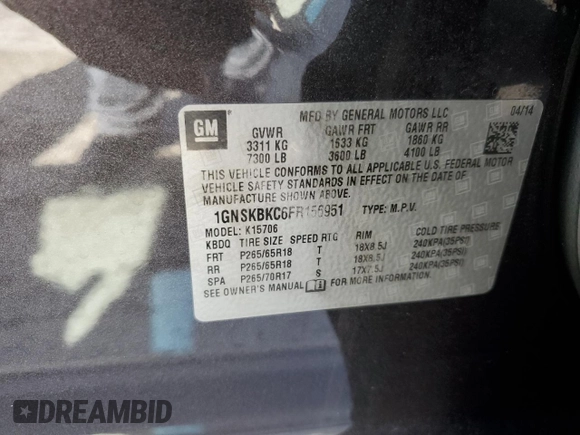 GM
MFD BY GENERAL MOTORS LLC 04/14
GVWR GAWR FRT GAWR RR
3311 KG 1633 KG 1860 KG
7300 LB 3600 LB 4100 LB
THIS VEHICLE CONFORMS TO ALL APPLICABLE U.S. FEDERAL MOTOR
VEHICLE SAFETY STANDARDS IN EFFECT ON THE DATE OF
MANUFACTURE SHOWN ABOVE.
1GNSKBKC6FR156951 TYPE: M.P.V.
MODEL: K15706
KBDQ TIRE SIZE SPEED RTG RIM COLD TIRE PRESSURE
FRT P265/65R18 T 18X8.5J 240KPA(35PSI)
RR P265/65R18 T 18X8.5J 240KPA(35PSI)
SPA P265/70R17 S 17X7.5J 240KPA(35PSI)
SEE OWNER'S MANUAL FOR MORE INFORMATION.
DREAMBID